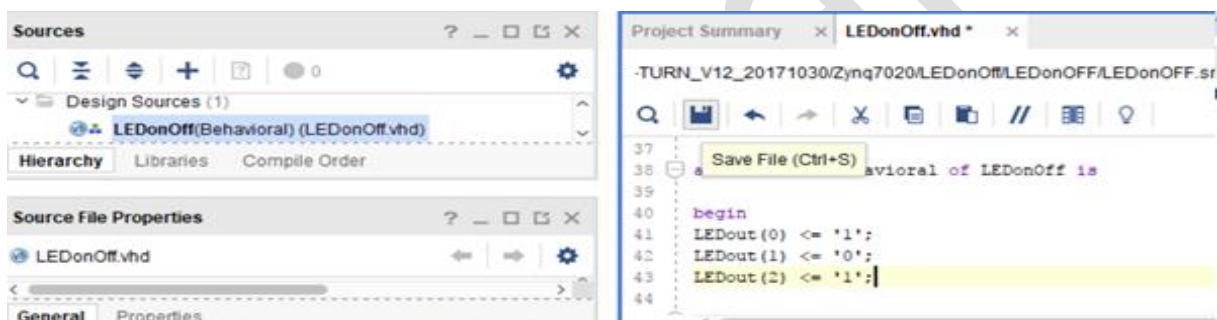 Sources
? _ X
0
Design Sources (1)
LEDonOff(Behavioral) (LEDonOff.vhd)
Hierarchy Libraries Compile Order
Source File Properties
? _ X
LEDonOff.vhd
General Properties
Project Summary × LEDonOff.vhd * ×
-TURN_V12_20171030/Zynq7020/LEDonOff/LEDonOFF/LEDonOFF.sr
//
37
Save File (Ctrl+S)
38 a avioral of LEDonOff is
39
40 begin
41 LEDout(0) <= '1';
42 LEDout(1) <= '0';
43 LEDout(2) <= '1';
44